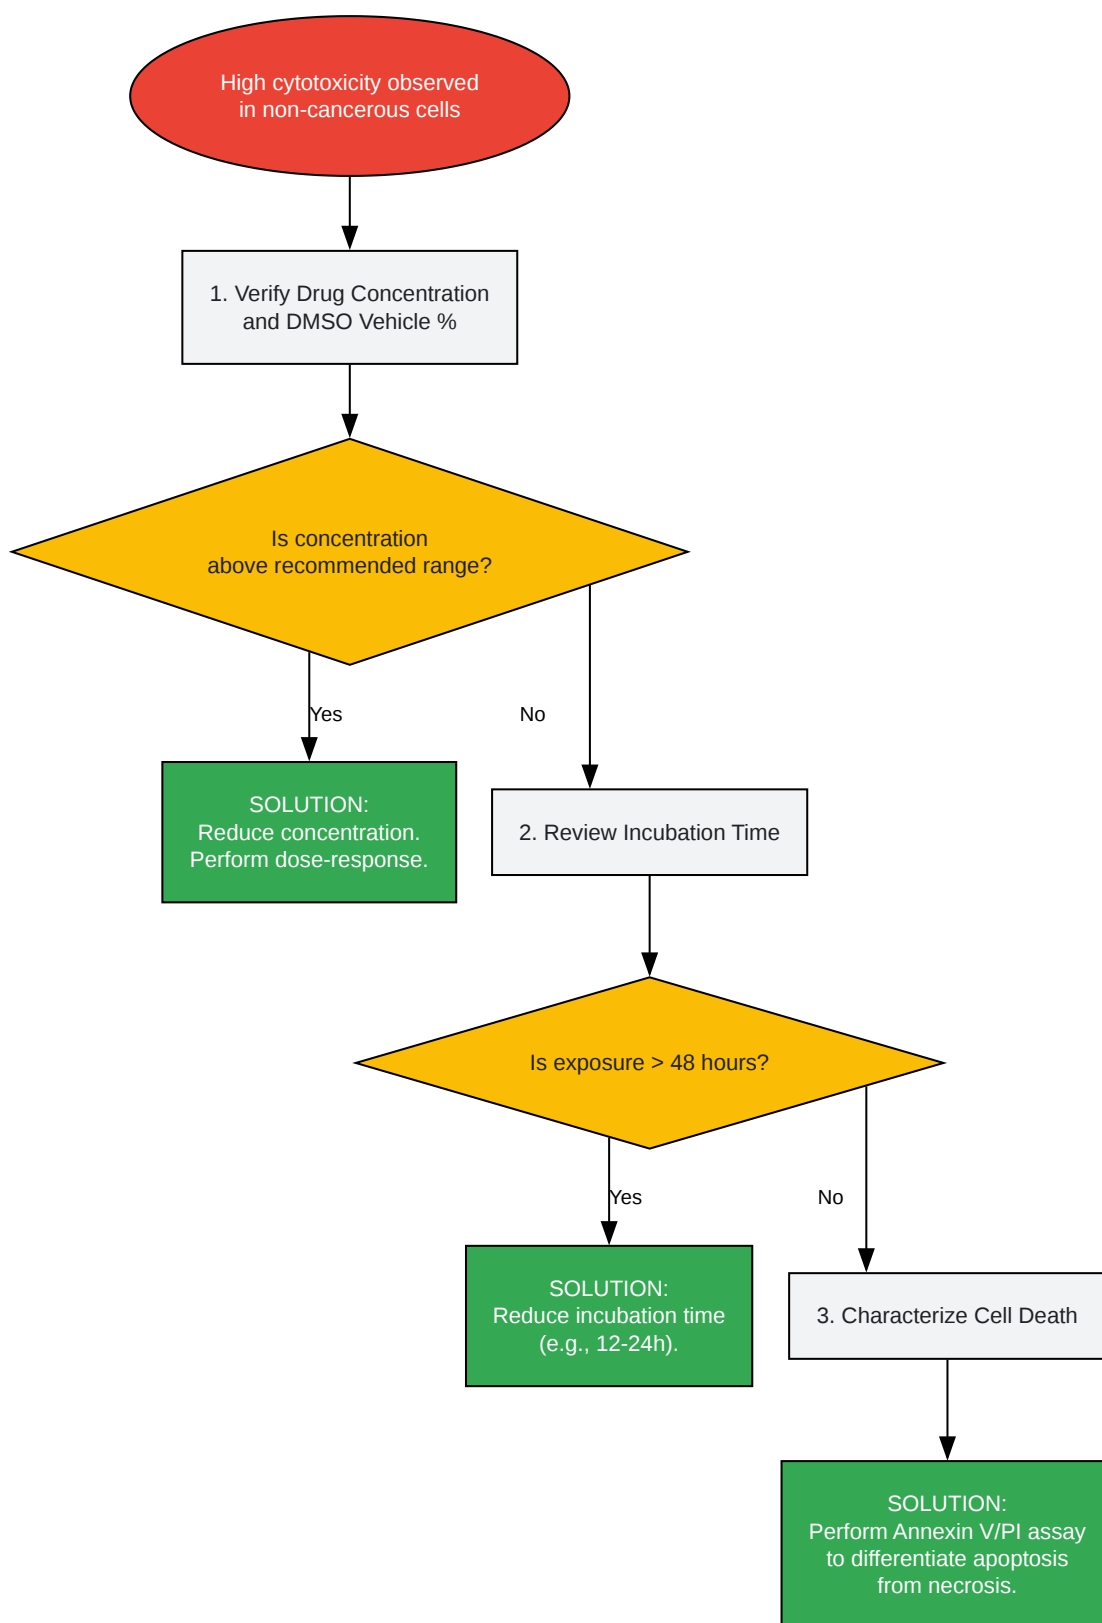 High cytotoxicity observed
in non-cancerous cells
1. Verify Drug Concentration
and DMSO Vehicle %
Is concentration
above recommended range?
Yes
No
SOLUTION:
Reduce concentration.
Perform dose-response.
2. Review Incubation Time
Is exposure > 48 hours?
Yes
No
SOLUTION:
Reduce incubation time
(e.g., 12-24h).
3. Characterize Cell Death
SOLUTION:
Perform Annexin V/PI assay
to differentiate apoptosis
from necrosis.